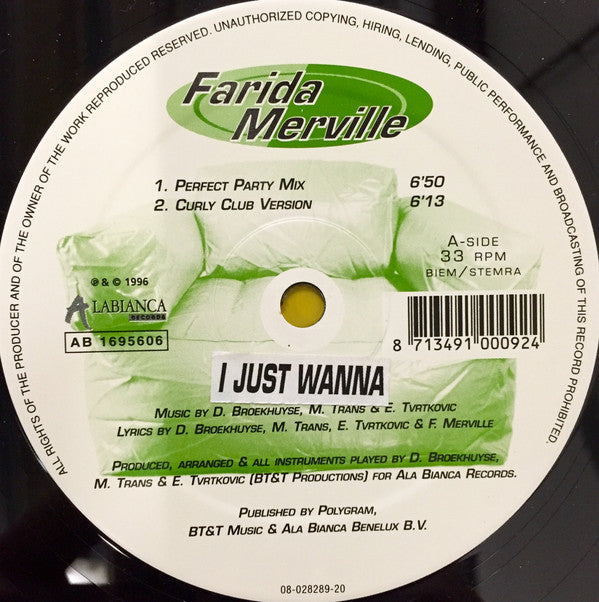 ALL RIGHTS OF THE PRODUCER AND OF THE OWNER OF THE WORK REPRODUCED RESERVED. UNAUTHORIZED COPYING, HIRING, LENDING, PUBLIC PERFORMANCE AND BROADCASTING OF THIS RECORD PROHIBITED.
Farida
Merville
1. PERFECT PARTY MIX 6'50
2. CURLY CLUB VERSION 6'13
A-SIDE
33 RPM
BIEM/STEMRA
℗ & © 1996
ALABIANCA
RECORDS
AB 1695606
8 713491 000924
I JUST WANNA
MUSIC BY D. BROEKHUYSE, M. TRANS & E. TVRTKOVIC
LYRICS BY D. BROEKHUYSE, M. TRANS, E. TVRTKOVIC & F. MERVILLE
PRODUCED, ARRANGED & ALL INSTRUMENTS PLAYED BY D. BROEKHUYSE,
M. TRANS & E. TVRTKOVIC (BT&T PRODUCTIONS) FOR ALA BIANCA RECORDS.
PUBLISHED BY POLYGRAM,
BT&T MUSIC & ALA BIANCA BENELUX B.V.
08-028289-20